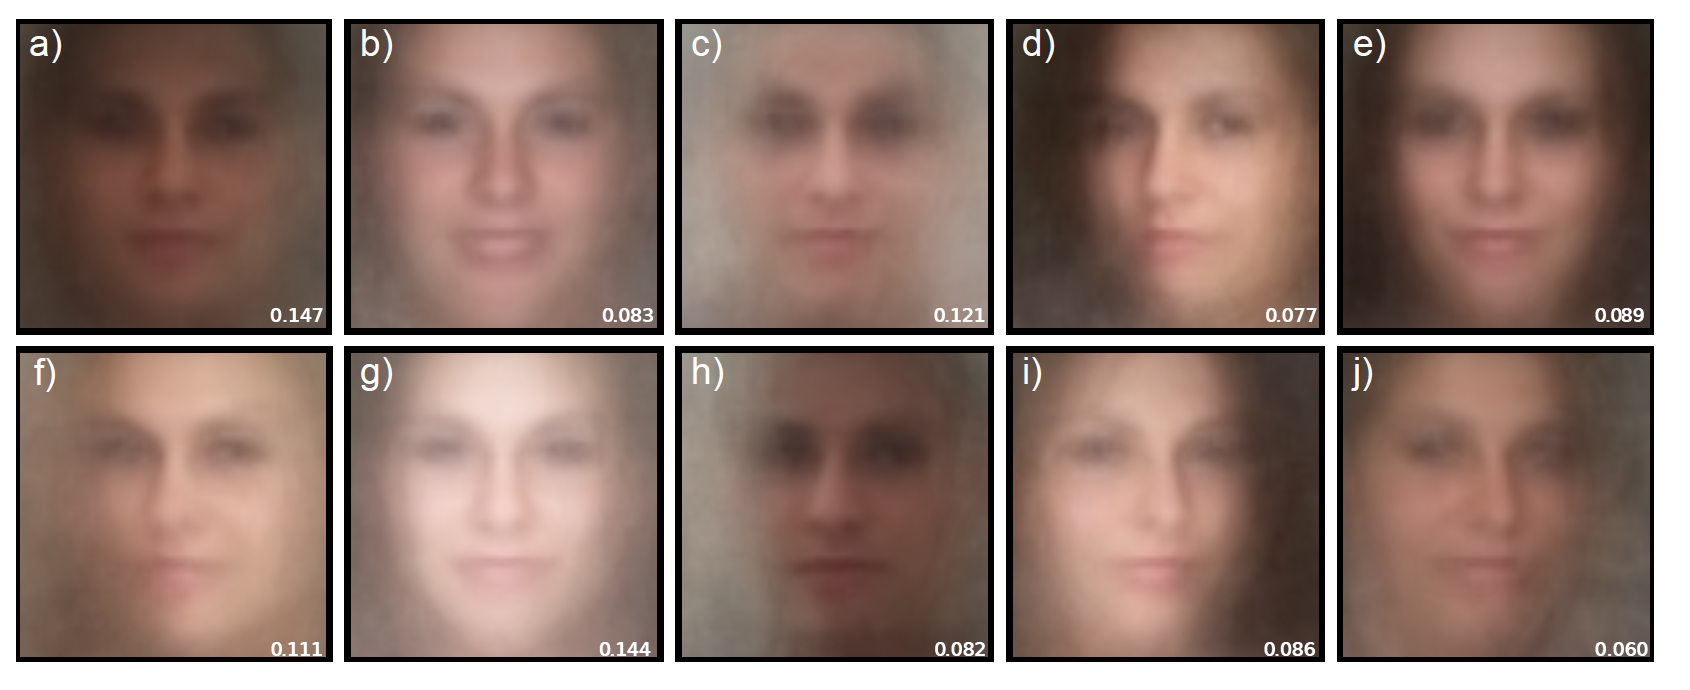 a) b) c) d) e)
0.147 0.083 0.121 0.077 0.089
f) g) h) i) j)
0.111 0.144 0.082 0.086 0.060